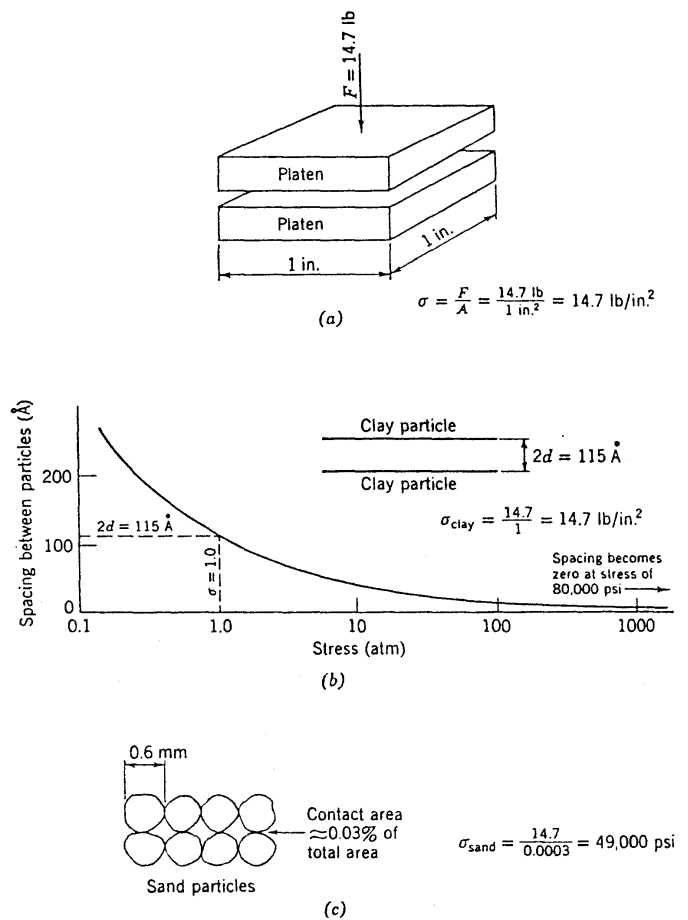 F = 14.7 lb
Platen
Platen
1 in.
1 in.
σ = F/A = 14.7 lb/1 in.² = 14.7 lb/in.²
(a)
Spacing between particles (Å)
200
100
0
2d = 115 Å
σ = 1.0
Clay particle
2d = 115 Å
Clay particle
σclay = 14.7/1 = 14.7 lb/in.²
Spacing becomes
zero at stress of
80,000 psi
0.1
1.0
10
100
1000
Stress (atm)
(b)
0.6 mm
Contact area
≈0.03% of
total area
σsand = 14.7/0.0003 = 49,000 psi
Sand particles
(c)